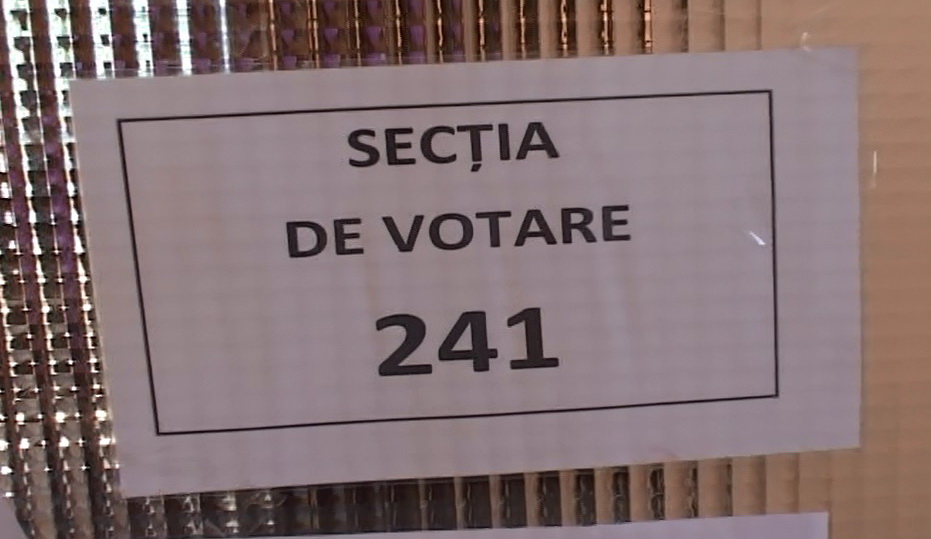 SECȚIA
DE VOTARE
241